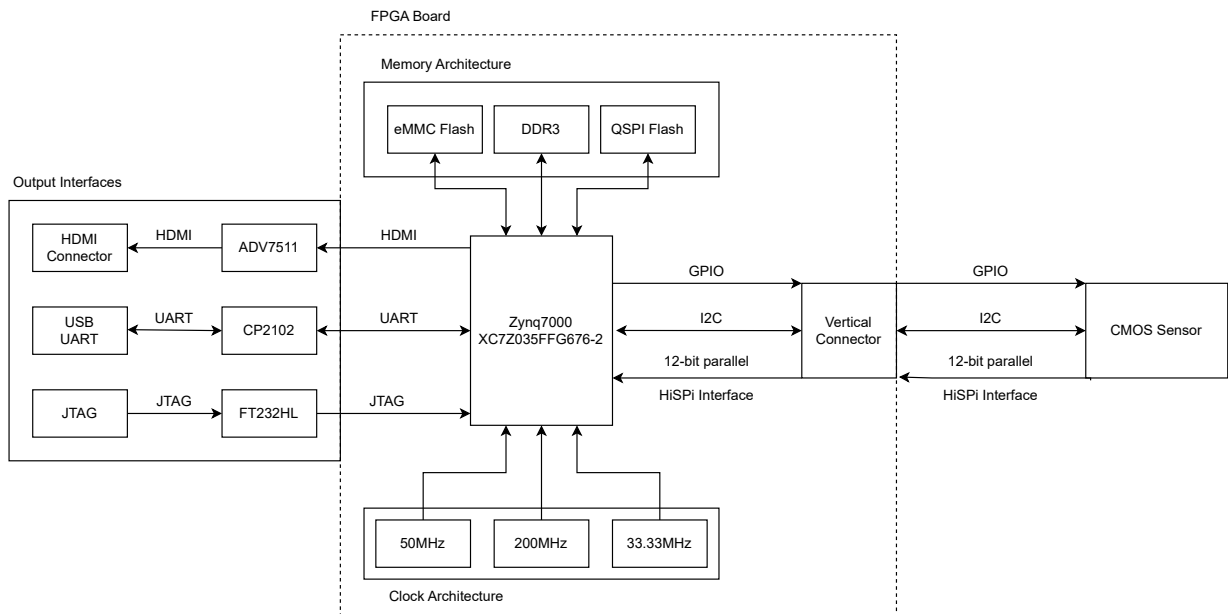 FPGA Board
Memory Architecture
eMMC Flash
DDR3
QSPI Flash
Output Interfaces
HDMI
Connector
HDMI
ADV7511
HDMI
USB
UART
UART
CP2102
UART
JTAG
JTAG
FT232HL
JTAG
Zynq7000
XC7Z035FFG676-2
GPIO
I2C
12-bit parallel
HiSPi Interface
Vertical
Connector
GPIO
I2C
12-bit parallel
HiSPi Interface
CMOS Sensor
50MHz
200MHz
33.33MHz
Clock Architecture